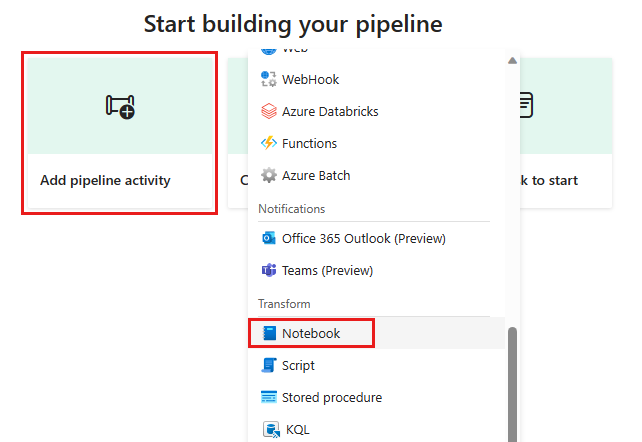 Start building your pipeline
Add pipeline activity
Web
WebHook
Azure Databricks
Functions
Azure Batch
Notifications
Office 365 Outlook (Preview)
Teams (Preview)
Transform
Notebook
Script
Stored procedure
KQL
C
k to start